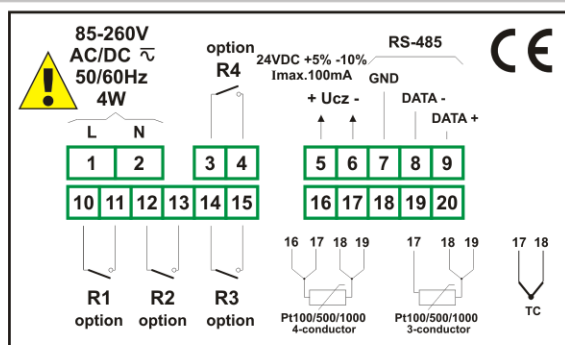 85-260V
AC/DC
50/60Hz
4W
L N
option
R4
24VDC +5% -10%
Imax.100mA
+ Ucz -
RS-485
GND
DATA -
DATA +
CE
1 2 3 4 5 6 7 8 9
10 11 12 13 14 15 16 17 18 19 20
R1
option
R2
option
R3
option
16 17 18 19
Pt100/500/1000
4-conductor
17 18 19
Pt100/500/1000
3-conductor
17 18
TC